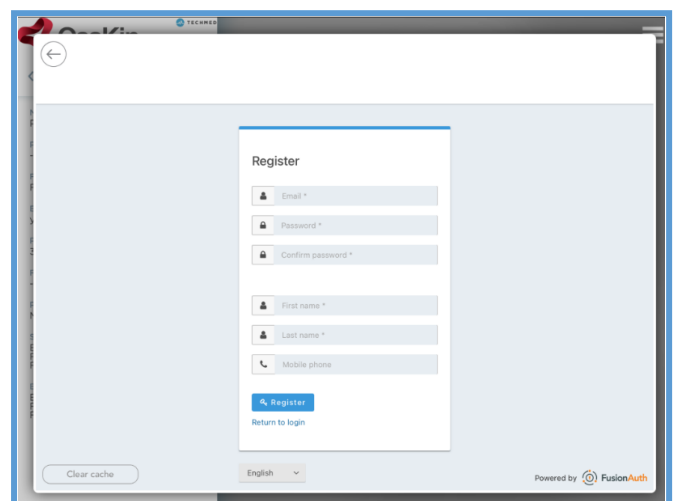 TECHMED
Register
Email *
Password *
Confirm password *
First name *
Last name *
Mobile phone
Register
Return to login
Clear cache
English
Powered by FusionAuth